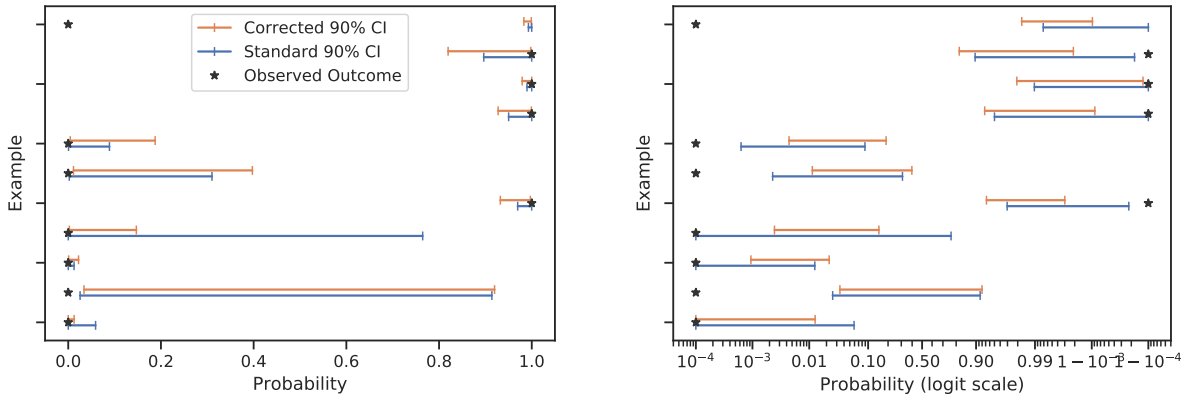 Corrected 90% CI
Standard 90% CI
Observed Outcome
Example
0.0 0.2 0.4 0.6 0.8 1.0
Probability
Example
10⁻⁴ 10⁻³ 0.01 0.10 0.50 0.90 0.99 1−10⁻³ 1−10⁻⁴
Probability (logit scale)